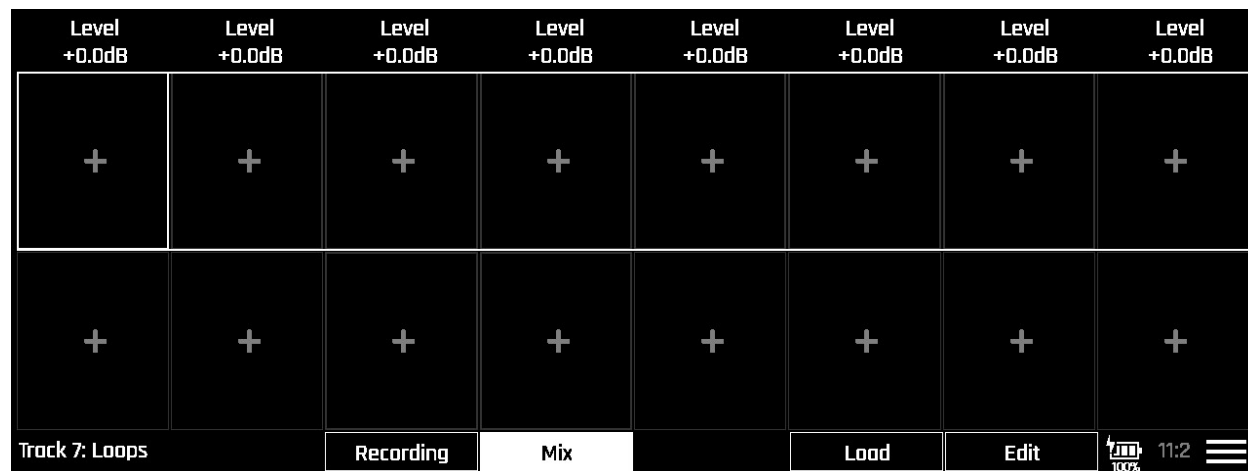 Level Level Level Level Level Level Level Level
+0.0dB +0.0dB +0.0dB +0.0dB +0.0dB +0.0dB +0.0dB +0.0dB
+ + + + + + + +
+ + + + + + + +
Track 7: Loops Recording Mix Load Edit 11:2
100%